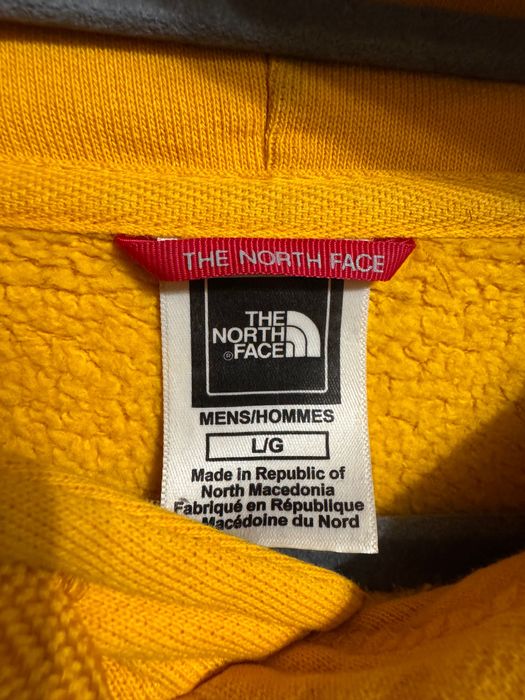 THE NORTH FACE
THE
NORTH
®FACE
MENS/HOMMES
L/G
Made in Republic of
North Macedonia
Fabriqué en République
Macédoine du Nord